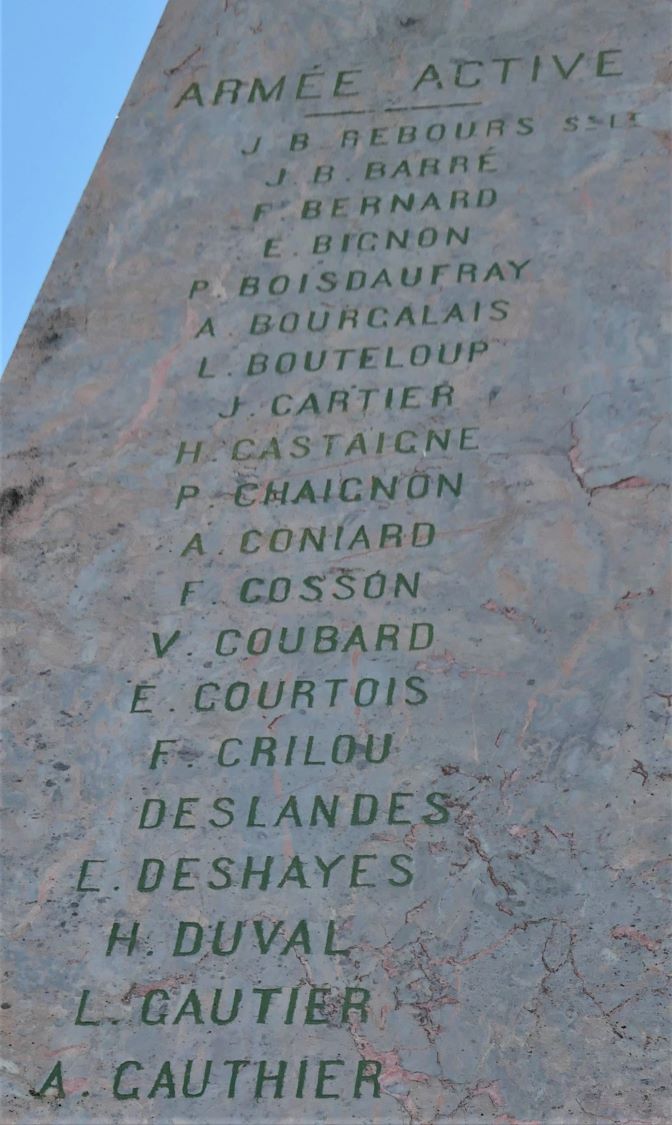 ARMÉE ACTIVE
J B REBOURS
J. B. BARRÉ
F. BERNARD
E. BIGNON
P. BOISDAUFRAY
A. BOURGALAIS
L. BOUTELOUP
J. CARTIER
H. CASTAIGNE
P. CHAIGNON
A. CONIARD
F. COSSON
V. COUBARD
E. COURTOIS
F. CRILOU
DESLANDES
E. DESHAYES
H. DUVAL
L. GAUTIER
A. GAUTHIER